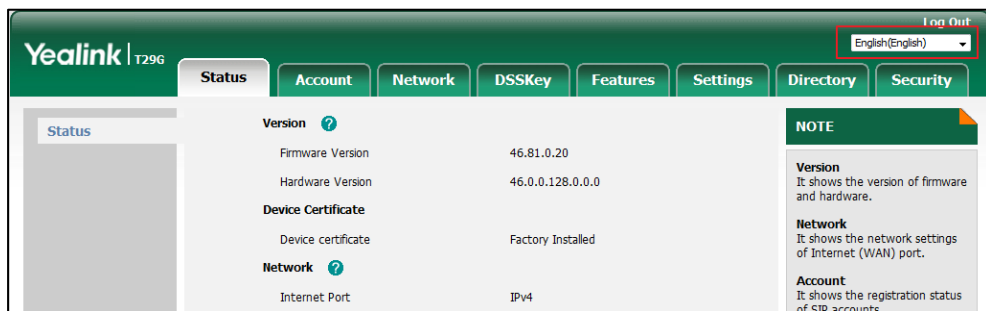 Log Out
English(English)
Yealink T29G
Status Account Network DSSKey Features Settings Directory Security
Status
Version ?
Firmware Version 46.81.0.20
Hardware Version 46.0.0.128.0.0.0
Device Certificate
Device certificate Factory Installed
Network ?
Internet Port IPv4
NOTE
Version
It shows the version of firmware
and hardware.
Network
It shows the network settings
of Internet (WAN) port.
Account
It shows the registration status
of SIP accounts.